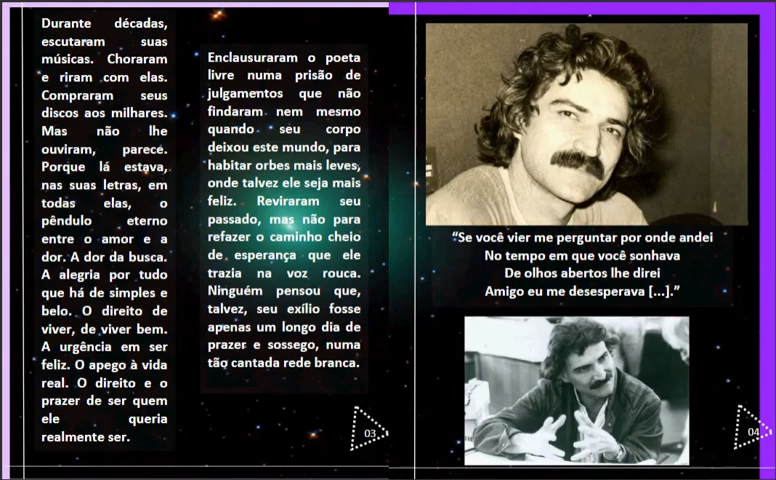 Durante décadas,
escutaram suas
músicas. Choraram
e riram com elas.
Compraram seus
discos aos milhares.
Mas não lhe
ouviram, parece.
Porque lá estava,
nas suas letras, em
todas elas, o
pêndulo eterno
entre o amor e a
dor. A dor da busca.
A alegria por tudo
que há de simples e
belo. O direito de
viver, de viver bem.
A urgência em ser
feliz. O apego à vida
real. O direito e o
prazer de ser quem
ele queria
realmente ser.
Enclausuraram o poeta
livre numa prisão de
julgamentos que não
findaram nem mesmo
quando seu corpo
deixou este mundo, para
habitar orbes mais leves,
onde talvez ele seja mais
feliz. Reviraram seu
passado, mas não para
refazer o caminho cheio
de esperança que ele
trazia na voz rouca.
Ninguém pensou que,
talvez, seu exílio fosse
apenas um longo dia de
prazer e sossego, numa
tão cantada rede branca.
03
“Se você vier me perguntar por onde andei
No tempo em que você sonhava
De olhos abertos lhe direi
Amigo eu me desesperava [...].”
04